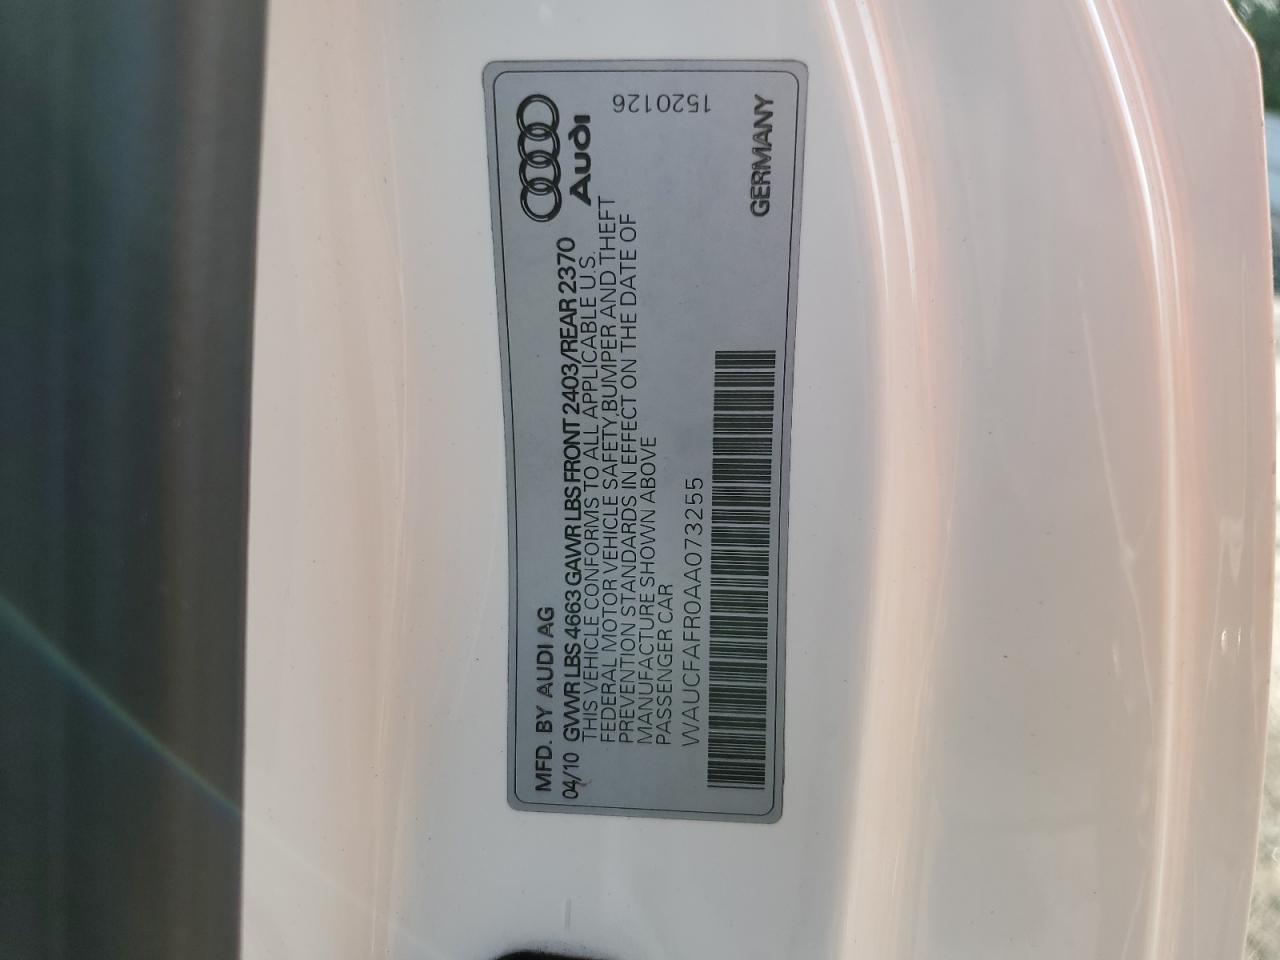 MFD. BY AUDI AG
04/10 GVWR LBS 4663 GAWR LBS FRONT 2403/REAR 2370
THIS VEHICLE CONFORMS TO ALL APPLICABLE U.S.
FEDERAL MOTOR VEHICLE SAFETY, BUMPER AND THEFT
PREVENTION STANDARDS IN EFFECT ON THE DATE OF
MANUFACTURE SHOWN ABOVE
PASSENGER CAR
WAUCFAFR0AA073255
Audi
1520126
GERMANY